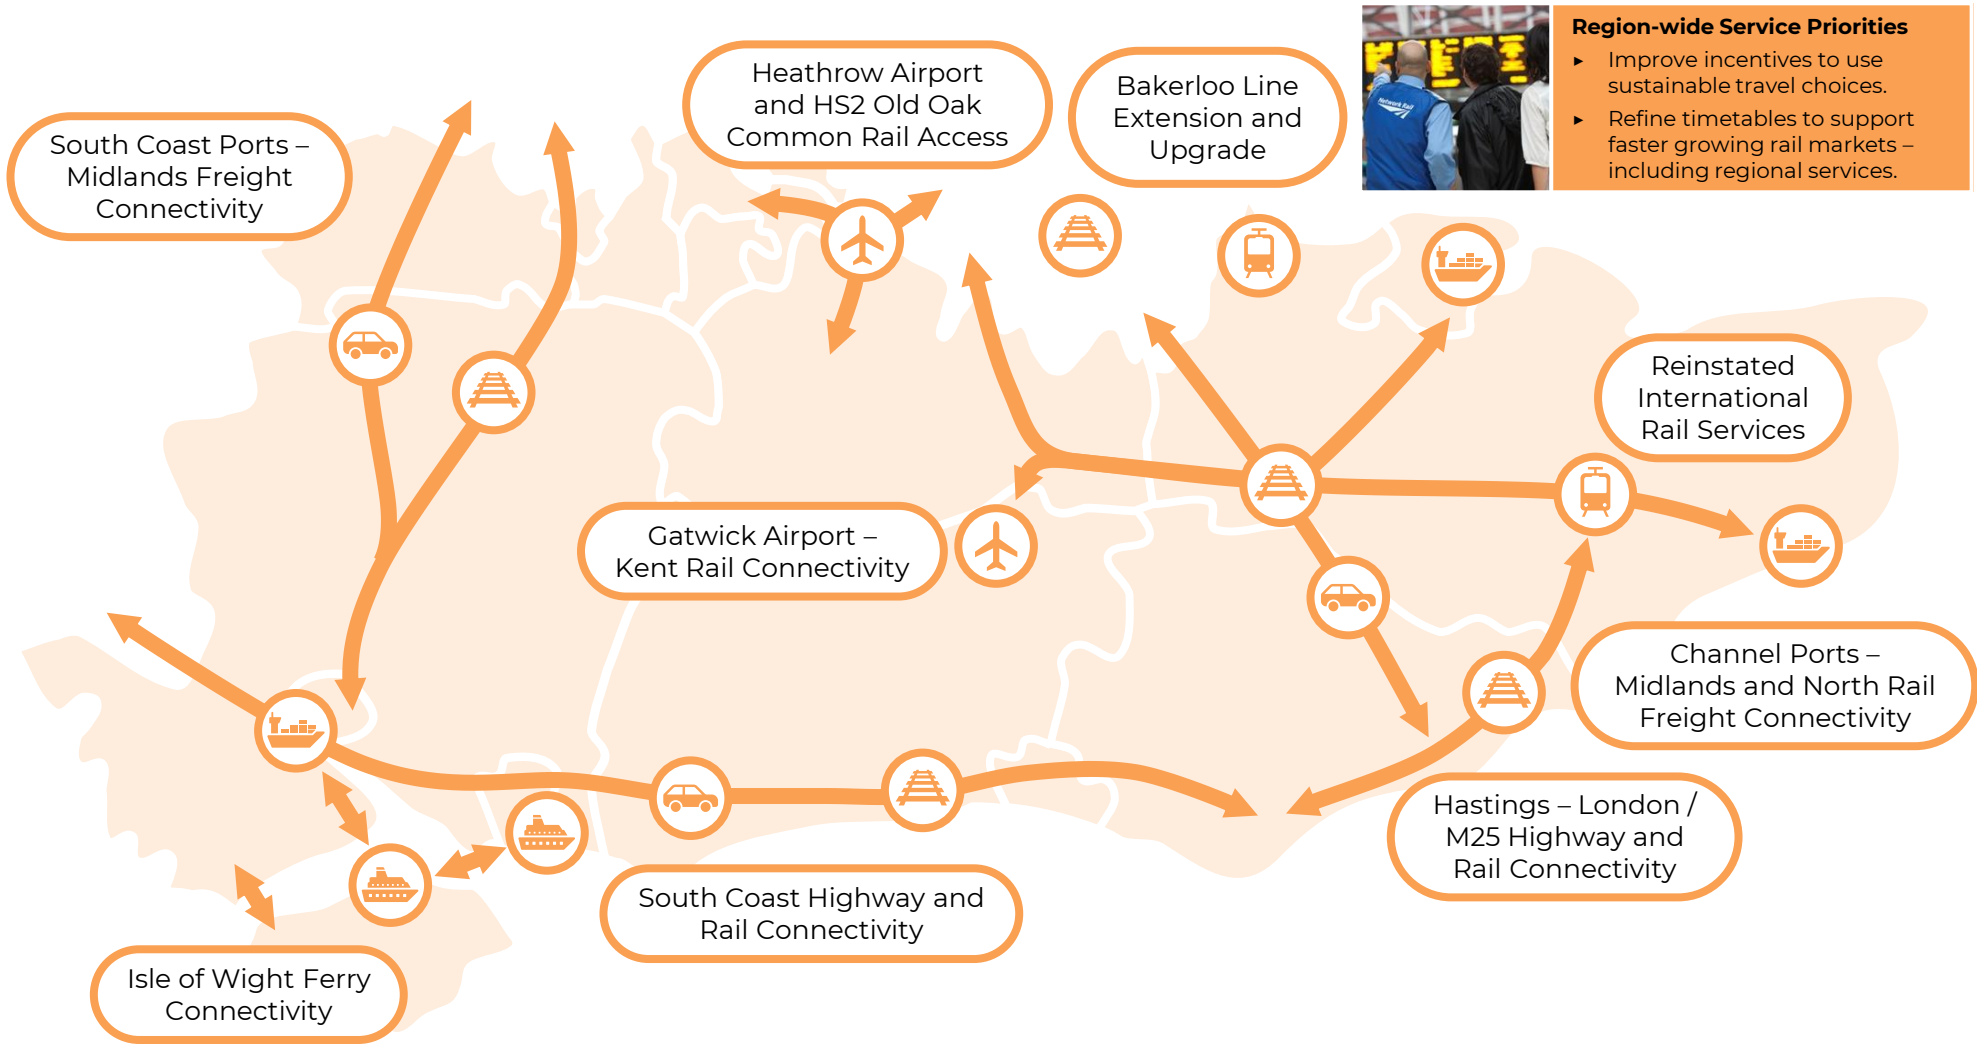 Region-wide Service Priorities
▸ Improve incentives to use
sustainable travel choices.
▸ Refine timetables to support
faster growing rail markets –
including regional services.
Network Rail
Heathrow Airport
and HS2 Old Oak
Common Rail Access
Bakerloo Line
Extension and
Upgrade
South Coast Ports –
Midlands Freight
Connectivity
Reinstated
International
Rail Services
Gatwick Airport –
Kent Rail Connectivity
Channel Ports –
Midlands and North Rail
Freight Connectivity
Hastings – London /
M25 Highway and
Rail Connectivity
South Coast Highway and
Rail Connectivity
Isle of Wight Ferry
Connectivity